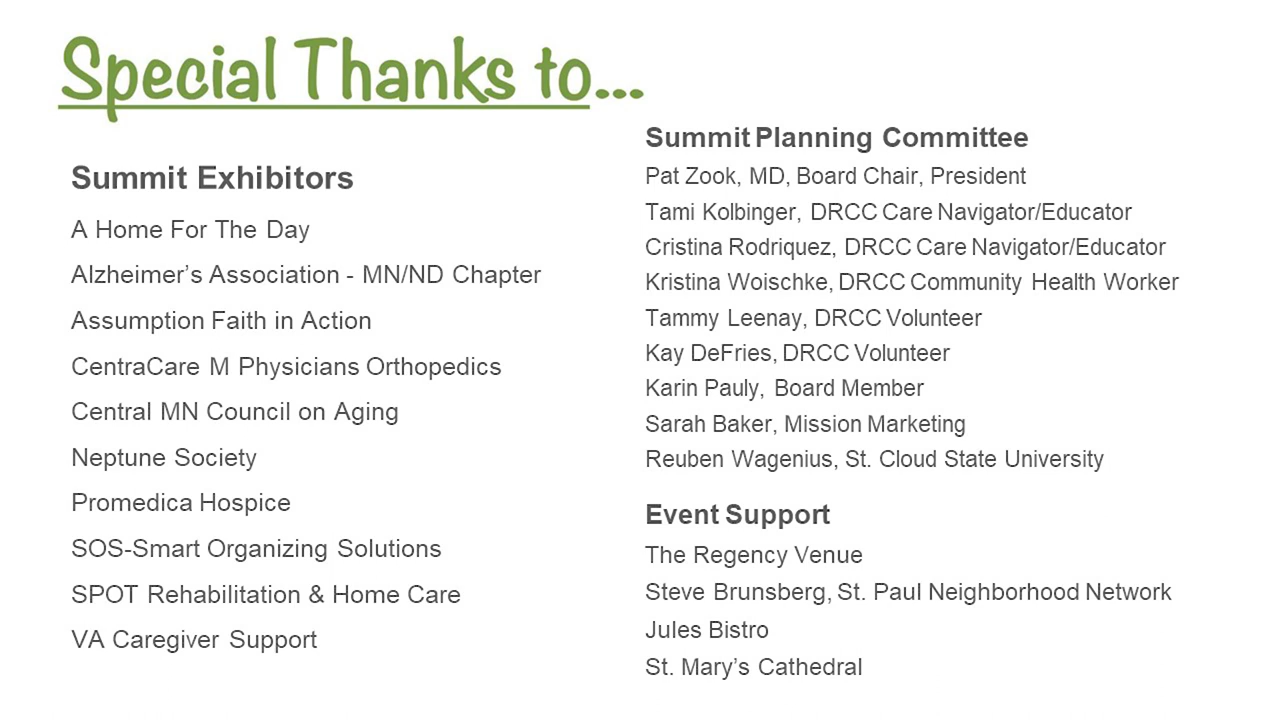 Special Thanks to...
Summit Exhibitors
A Home For The Day
Alzheimer’s Association - MN/ND Chapter
Assumption Faith in Action
CentraCare M Physicians Orthopedics
Central MN Council on Aging
Neptune Society
Promedica Hospice
SOS-Smart Organizing Solutions
SPOT Rehabilitation & Home Care
VA Caregiver Support
Summit Planning Committee
Pat Zook, MD, Board Chair, President
Tami Kolbinger, DRCC Care Navigator/Educator
Cristina Rodriquez, DRCC Care Navigator/Educator
Kristina Woischke, DRCC Community Health Worker
Tammy Leenay, DRCC Volunteer
Kay DeFries, DRCC Volunteer
Karin Pauly, Board Member
Sarah Baker, Mission Marketing
Reuben Wagenius, St. Cloud State University
Event Support
The Regency Venue
Steve Brunsberg, St. Paul Neighborhood Network
Jules Bistro
St. Mary’s Cathedral